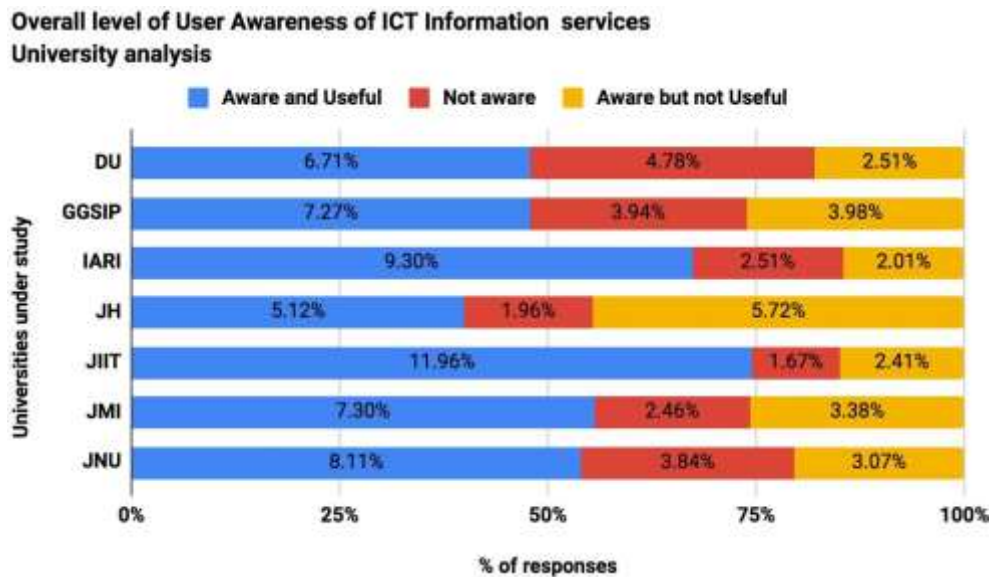 Overall level of User Awareness of ICT Information services
University analysis
Aware and Useful Not aware Aware but not Useful
Universities under study
DU 6.71% 4.78% 2.51%
GGSIP 7.27% 3.94% 3.98%
IARI 9.30% 2.51% 2.01%
JH 5.12% 1.96% 5.72%
JIIT 11.96% 1.67% 2.41%
JMI 7.30% 2.46% 3.38%
JNU 8.11% 3.84% 3.07%
0% 25% 50% 75% 100%
% of responses